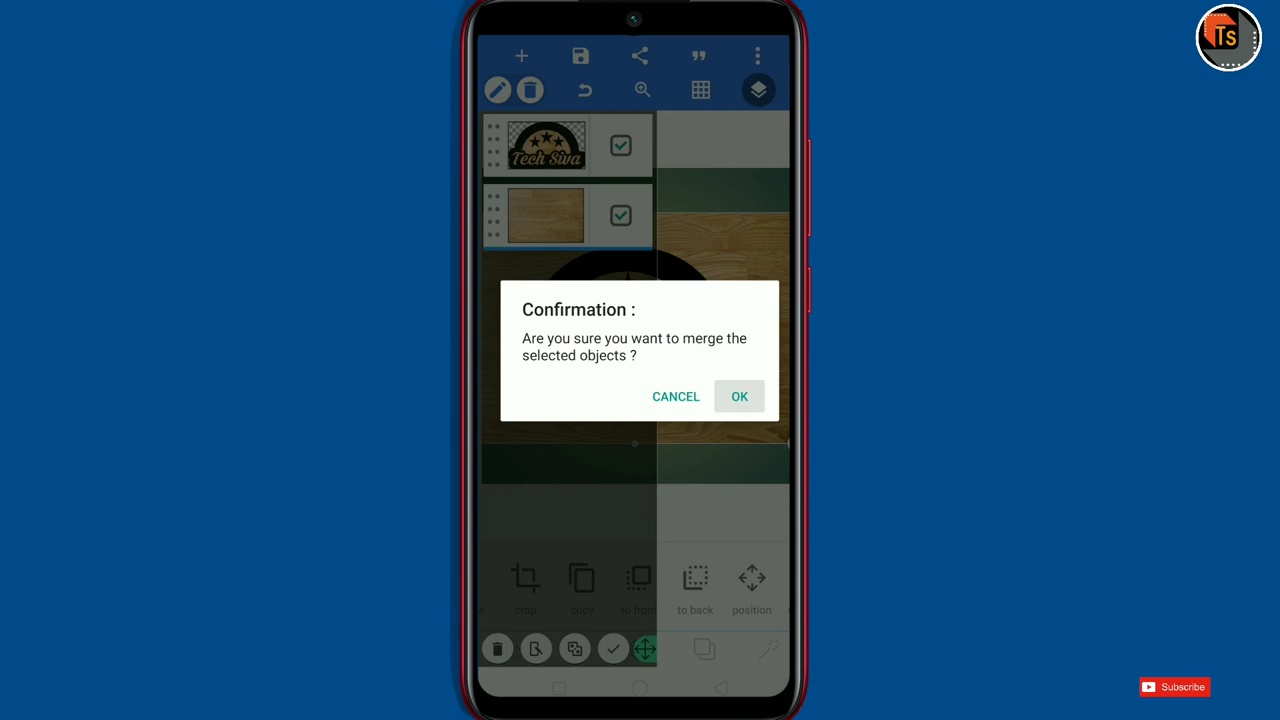 Ts
Tech Siva
Confirmation :
Are you sure you want to merge the
selected objects ?
CANCEL OK
crop copy to front to back position
Subscribe